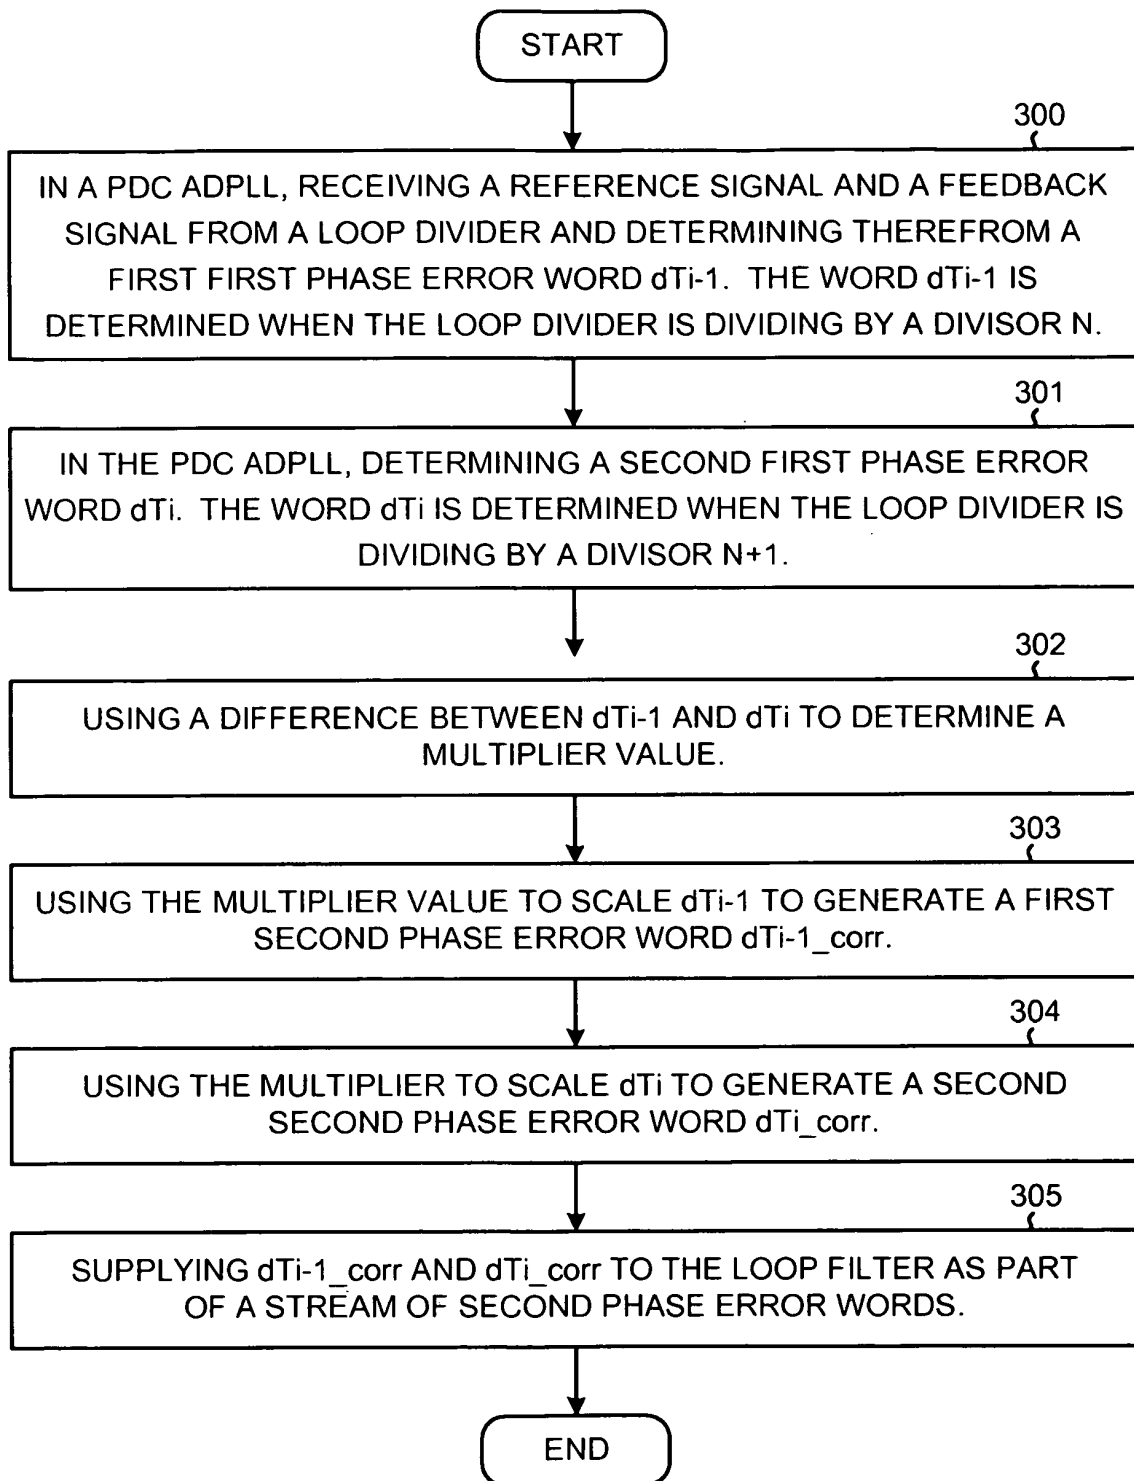 START
300
IN A PDC ADPLL, RECEIVING A REFERENCE SIGNAL AND A FEEDBACK
SIGNAL FROM A LOOP DIVIDER AND DETERMINING THEREFROM A
FIRST FIRST PHASE ERROR WORD dTi-1. THE WORD dTi-1 IS
DETERMINED WHEN THE LOOP DIVIDER IS DIVIDING BY A DIVISOR N.
301
IN THE PDC ADPLL, DETERMINING A SECOND FIRST PHASE ERROR
WORD dTi. THE WORD dTi IS DETERMINED WHEN THE LOOP DIVIDER IS
DIVIDING BY A DIVISOR N+1.
302
USING A DIFFERENCE BETWEEN dTi-1 AND dTi TO DETERMINE A
MULTIPLIER VALUE.
303
USING THE MULTIPLIER VALUE TO SCALE dTi-1 TO GENERATE A FIRST
SECOND PHASE ERROR WORD dTi-1_corr.
304
USING THE MULTIPLIER TO SCALE dTi TO GENERATE A SECOND
SECOND PHASE ERROR WORD dTi_corr.
305
SUPPLYING dTi-1_corr AND dTi_corr TO THE LOOP FILTER AS PART
OF A STREAM OF SECOND PHASE ERROR WORDS.
END